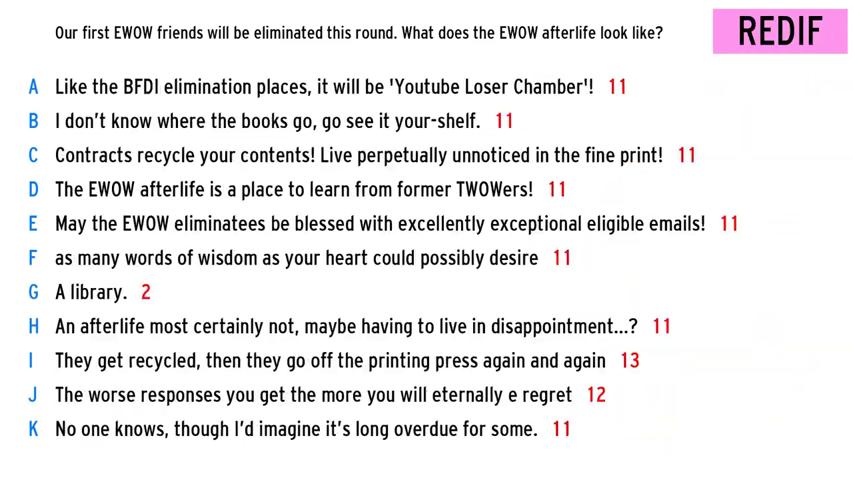 Our first EWOW friends will be eliminated this round. What does the EWOW afterlife look like?
REDIF
A Like the BFDI elimination places, it will be 'Youtube Loser Chamber'! 11
B I don't know where the books go, go see it your-shelf. 11
C Contracts recycle your contents! Live perpetually unnoticed in the fine print! 11
D The EWOW afterlife is a place to learn from former TWOWers! 11
E May the EWOW eliminatees be blessed with excellently exceptional eligible emails! 11
F as many words of wisdom as your heart could possibly desire 11
G A library. 2
H An afterlife most certainly not, maybe having to live in disappointment...? 11
I They get recycled, then they go off the printing press again and again 13
J The worse responses you get the more you will eternally e regret 12
K No one knows, though I'd imagine it's long overdue for some. 11